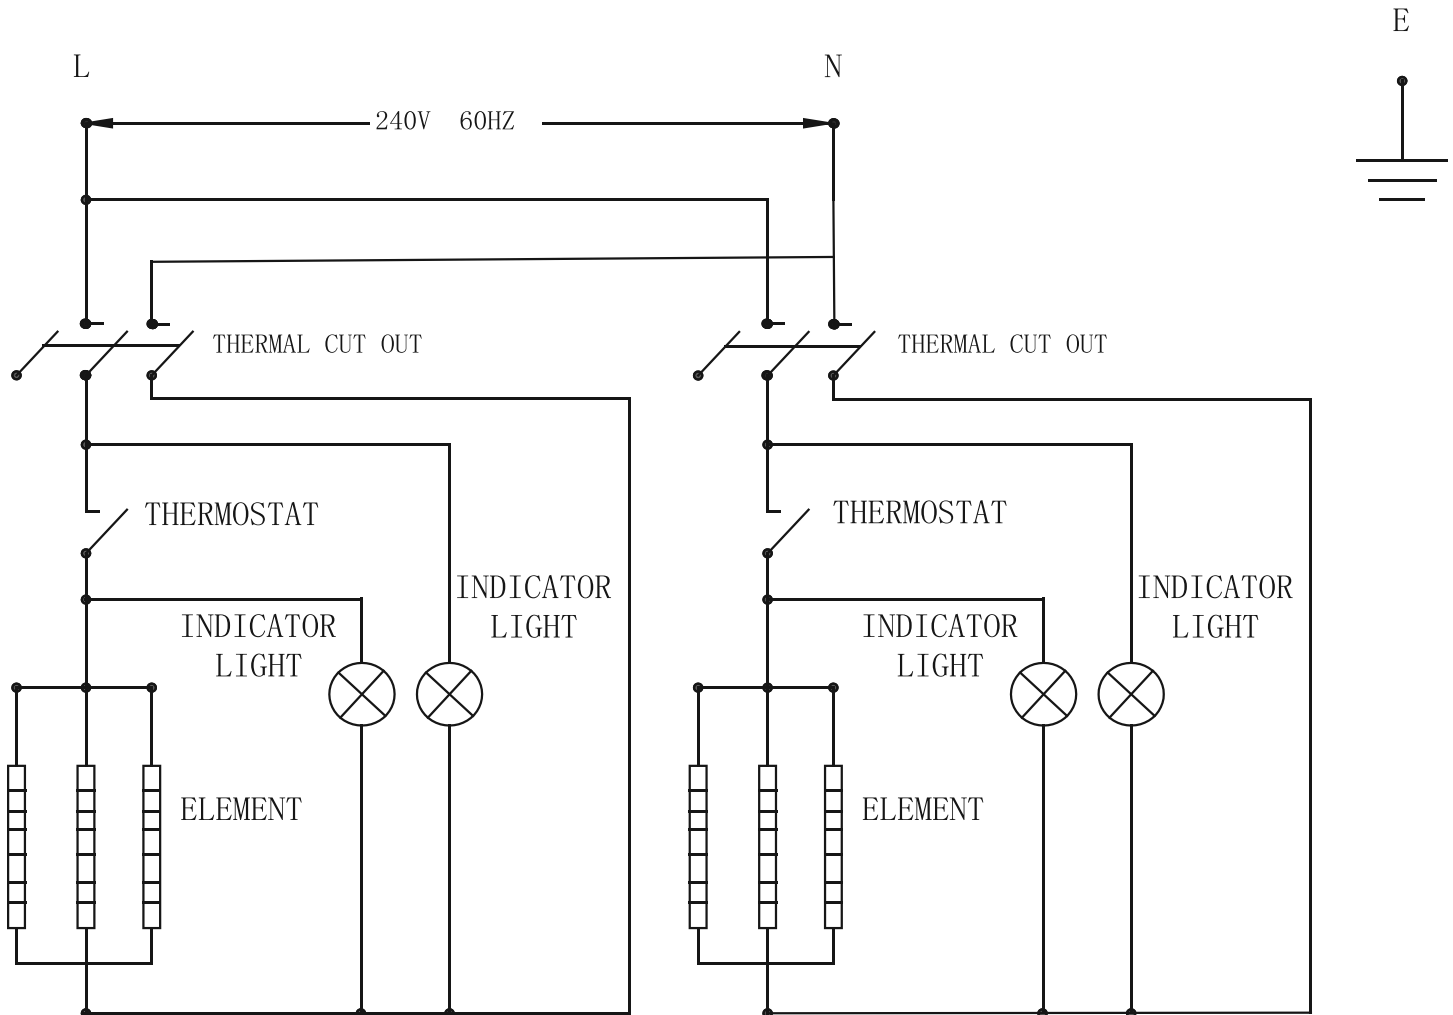 E
L
N
240V 60HZ
THERMAL CUT OUT
THERMAL CUT OUT
THERMOSTAT
THERMOSTAT
INDICATOR
LIGHT
INDICATOR
LIGHT
INDICATOR
LIGHT
INDICATOR
LIGHT
ELEMENT
ELEMENT